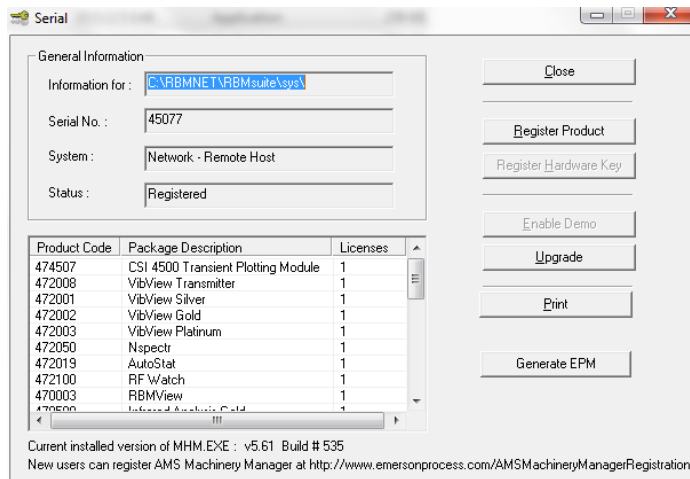 Serial
General Information
Information for : C:\RBMNET\RBMsuite\sys\
Serial No. : 45077
System : Network - Remote Host
Status : Registered
Close
Register Product
Register Hardware Key
Enable Demo
Upgrade
Print
Generate EPM
Product Code Package Description Licenses
474507 CSI 4500 Transient Plotting Module 1
472008 VibView Transmitter 1
472001 VibView Silver 1
472002 VibView Gold 1
472003 VibView Platinum 1
472050 Nspectr 1
472019 AutoStat 1
472100 RF Watch 1
470003 RBMView 1
Current installed version of MHM.EXE : v5.61 Build # 535
New users can register AMS Machinery Manager at http://www.emersonprocess.com/AMSMachineryManagerRegistration